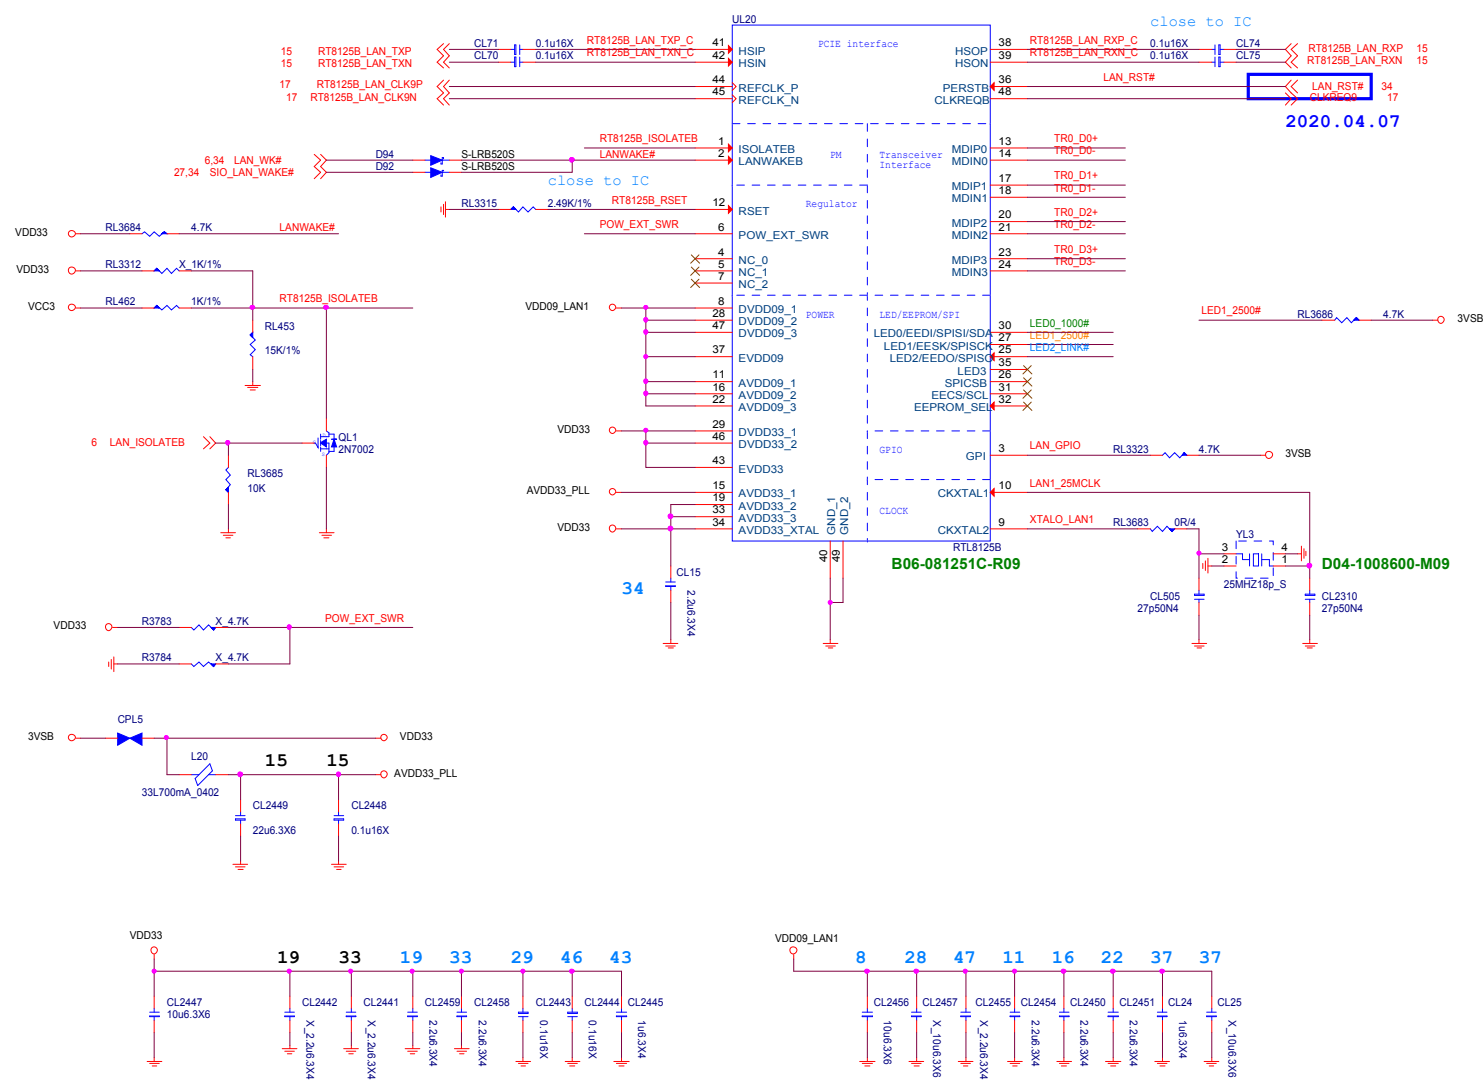 UL20
close to IC
15 RT8125B_LAN_TXP CL71 0.1u16X RT8125B_LAN_TXP_C 41 HSIP PCIE interface HSOP 38 RT8125B_LAN_RXP_C 0.1u16X CL74 RT8125B_LAN_RXP 15
15 RT8125B_LAN_TXN CL70 0.1u16X RT8125B_LAN_TXN_C 42 HSIN HSON 39 RT8125B_LAN_RXN_C 0.1u16X CL75 RT8125B_LAN_RXN 15
17 RT8125B_LAN_CLK9P 44 REFCLK_P PERSTB 36 LAN_RST# LAN_RST# 34
17 RT8125B_LAN_CLK9N 45 REFCLK_N CLKREQB 48 CLKREQ9 17
2020.04.07
RT8125B_ISOLATEB 1 ISOLATEB PM Transceiver MDIP0 13 TR0_D0+
6,34 LAN_WK# D94 S-LRB520S LANWAKE# 2 LANWAKEB Interface MDIN0 14 TR0_D0-
27,34 SIO_LAN_WAKE# D92 S-LRB520S
close to IC
MDIP1 17 TR0_D1+
MDIN1 18 TR0_D1-
RL3315 2.49K/1% RT8125B_RSET 12 RSET Regulator
MDIP2 20 TR0_D2+
VDD33 RL3684 4.7K LANWAKE# POW_EXT_SWR 6 POW_EXT_SWR MDIN2 21 TR0_D2-
4 NC_0 MDIP3 23 TR0_D3+
VDD33 RL3312 X_1K/1% 5 NC_1 MDIN3 24 TR0_D3-
7 NC_2
VCC3 RL462 1K/1% RT8125B_ISOLATEB VDD09_LAN1 8 DVDD09_1 POWER LED/EEPROM/SPI
28 DVDD09_2
LED1_2500# RL3686 4.7K 3VSB
RL453 47 DVDD09_3 LED0/EEDI/SPISI/SDA 30 LED0_1000#
15K/1% LED1/EESK/SPISCK 27 LED1_2500#
37 EVDD09 LED2/EEDO/SPISO 25 LED2_LINK#
LED3 35
11 AVDD09_1 SPICSB 26
16 AVDD09_2 EECS/SCL 31
22 AVDD09_3 EEPROM_SEL 32
VDD33 29 DVDD33_1
6 LAN_ISOLATEB QL1 46 DVDD33_2
2N7002 GPIO GPI 3 LAN_GPIO RL3323 4.7K 3VSB
RL3685 43 EVDD33
10K
AVDD33_PLL 15 AVDD33_1 CKXTAL1 10 LAN1_25MCLK
19 AVDD33_2
33 AVDD33_3 GND_1 GND_2 CLOCK
VDD33 34 AVDD33_XTAL CKXTAL2 9 XTALO_LAN1 RL3683 0R/4
40 49 RTL8125B
YL3
3 4
B06-081251C-R09
2 1 D04-1008600-M09
25MHZ18p_S
34 CL15
2.2u6.3X4
CL505 CL2310
27p50N4 27p50N4
VDD33 R3783 X_4.7K POW_EXT_SWR
R3784 X_4.7K
CPL5
3VSB VDD33
L20 15 15
AVDD33_PLL
33L700mA_0402
CL2449 CL2448
22u6.3X6 0.1u16X
VDD33 VDD09_LAN1
19 33 19 33 29 46 43 8 28 47 11 16 22 37 37
CL2447 CL2442 CL2441 CL2459 CL2458 CL2443 CL2444 CL2445 CL2456 CL2457 CL2455 CL2454 CL2450 CL2451 CL24 CL25
10u6.3X6 X_2.2u6.3X4 X_2.2u6.3X4 2.2u6.3X4 2.2u6.3X4 0.1u16X 0.1u16X 1u6.3X4 10u6.3X6 X_10u6.3X6 X_2.2u6.3X4 2.2u6.3X4 2.2u6.3X4 2.2u6.3X4 1u6.3X4 X_10u6.3X6